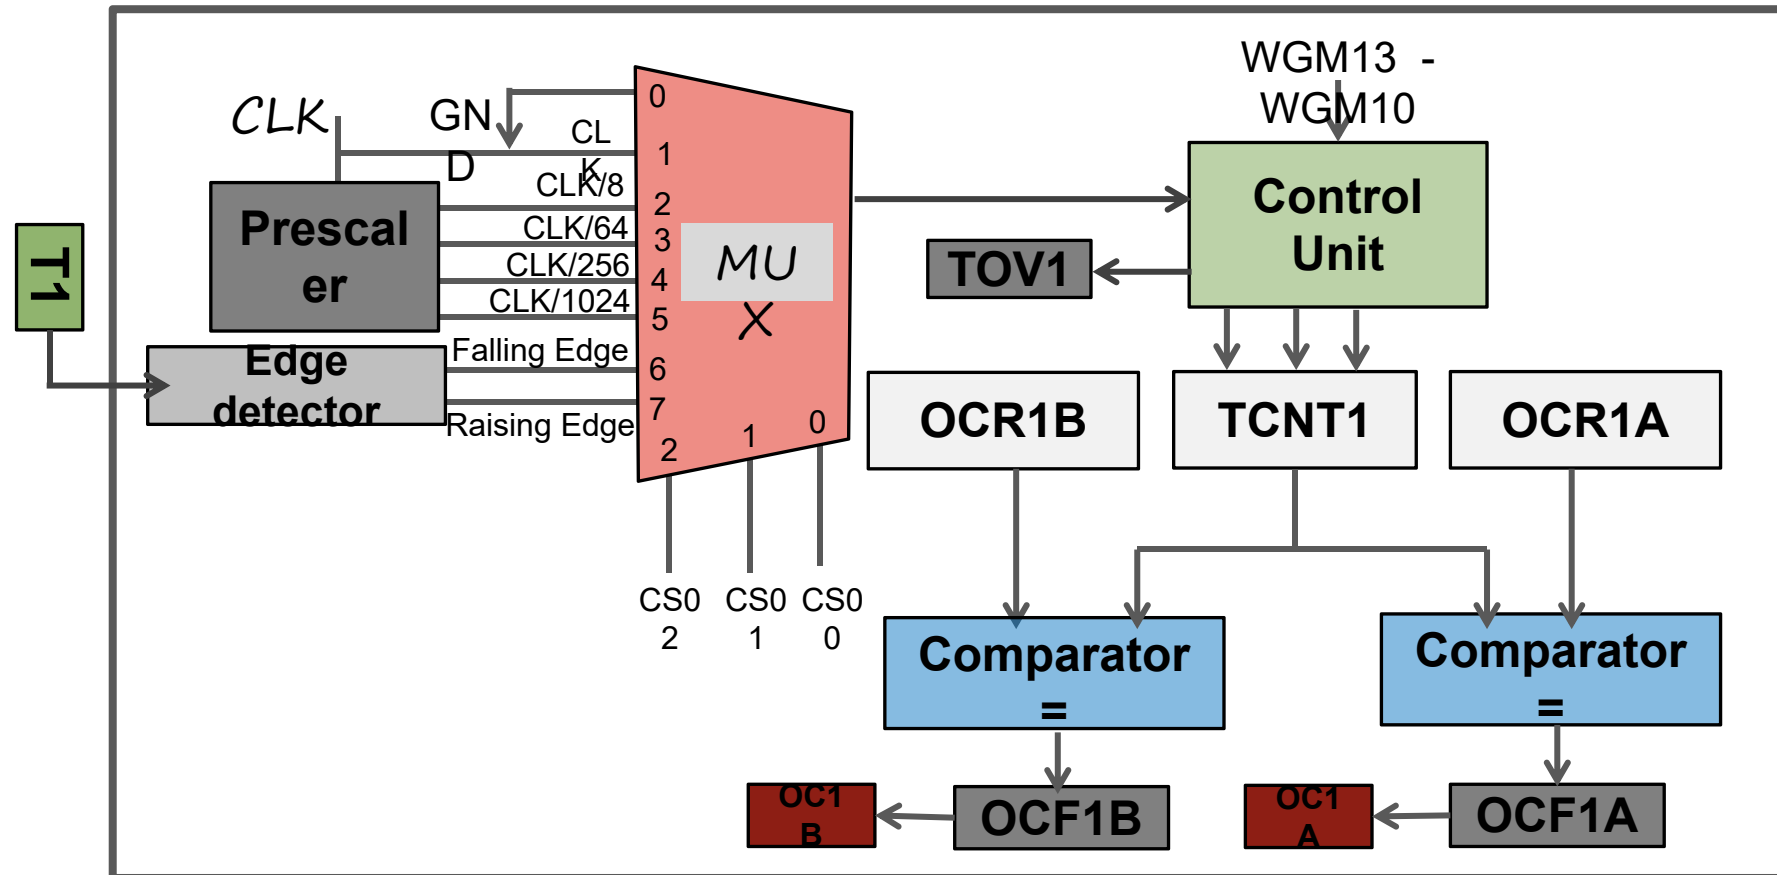 WGM13 -
WGM10
CLK
GN
D
CL
K
CLK/8
CLK/64
CLK/256
CLK/1024
Falling Edge
Raising Edge
0
1
2
3
4
5
6
7
2
1
0
MU
X
Prescal
er
T1
Edge
detector
CS0
2
CS0
1
CS0
0
Control
Unit
TOV1
OCR1B
TCNT1
OCR1A
Comparator
=
Comparator
=
OC1
B
OCF1B
OC1
A
OCF1A